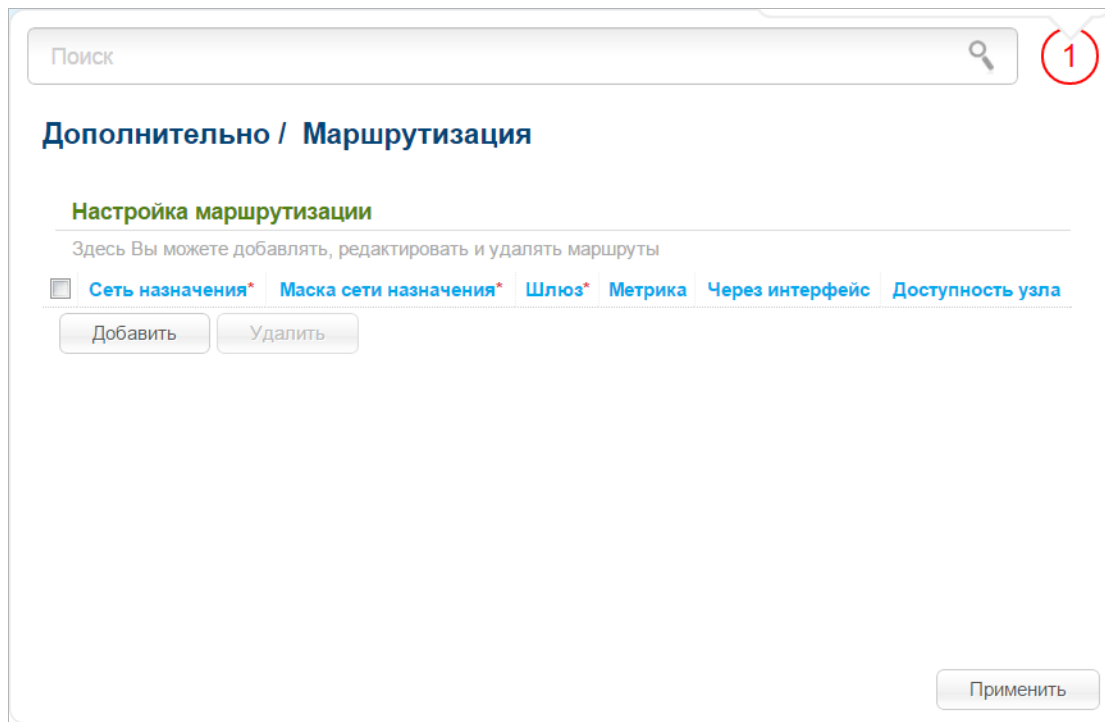 Поиск
1
Дополнительно / Маршрутизация
Настройка маршрутизации
Здесь Вы можете добавлять, редактировать и удалять маршруты
Сеть назначения* Маска сети назначения* Шлюз* Метрика Через интерфейс Доступность узла
Добавить Удалить
Применить